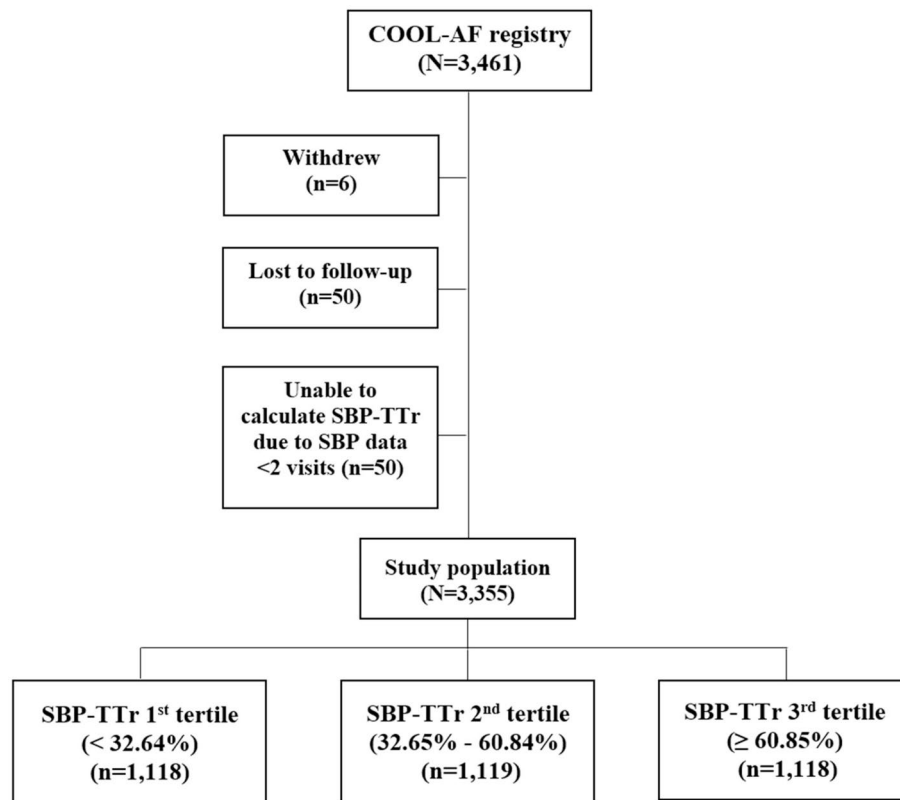 COOL-AF registry
(N=3,461)
Withdrew
(n=6)
Lost to follow-up
(n=50)
Unable to
calculate SBP-TTr
due to SBP data
<2 visits (n=50)
Study population
(N=3,355)
SBP-TTr 1st tertile
(< 32.64%)
(n=1,118)
SBP-TTr 2nd tertile
(32.65% - 60.84%)
(n=1,119)
SBP-TTr 3rd tertile
(≥ 60.85%)
(n=1,118)